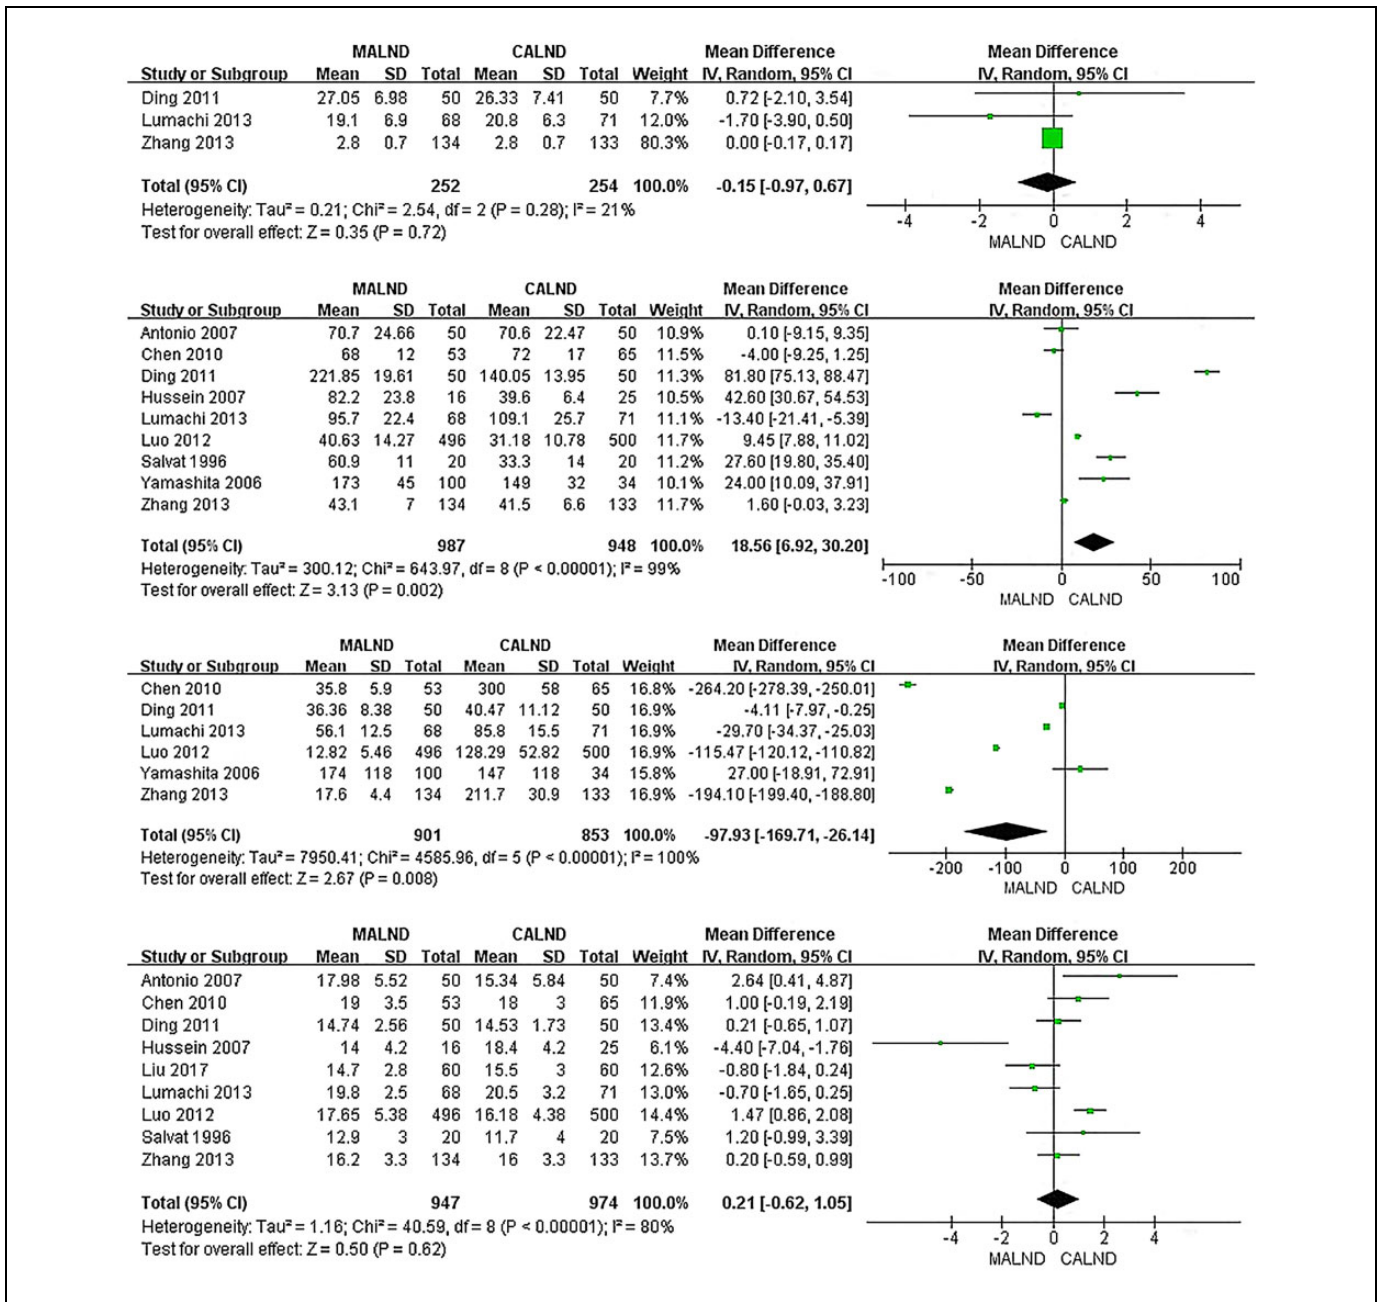 MALND CALND Mean Difference Mean Difference
Study or Subgroup Mean SD Total Mean SD Total Weight IV, Random, 95% CI IV, Random, 95% CI
Ding 2011 27.05 6.98 50 26.33 7.41 50 7.7% 0.72 [-2.10, 3.54]
Lumachi 2013 19.1 6.9 68 20.8 6.3 71 12.0% -1.70 [-3.90, 0.50]
Zhang 2013 2.8 0.7 134 2.8 0.7 133 80.3% 0.00 [-0.17, 0.17]
Total (95% CI) 252 254 100.0% -0.15 [-0.97, 0.67]
Heterogeneity: Tau² = 0.21; Chi² = 2.54, df = 2 (P = 0.28); I² = 21%
Test for overall effect: Z = 0.35 (P = 0.72)
-4 -2 0 2 4
MALND CALND
MALND CALND Mean Difference Mean Difference
Study or Subgroup Mean SD Total Mean SD Total Weight IV, Random, 95% CI IV, Random, 95% CI
Antonio 2007 70.7 24.66 50 70.6 22.47 50 10.9% 0.10 [-9.15, 9.35]
Chen 2010 68 12 53 72 17 65 11.5% -4.00 [-9.25, 1.25]
Ding 2011 221.85 19.61 50 140.05 13.95 50 11.3% 81.80 [75.13, 88.47]
Hussein 2007 82.2 23.8 16 39.6 6.4 25 10.5% 42.60 [30.67, 54.53]
Lumachi 2013 95.7 22.4 68 109.1 25.7 71 11.1% -13.40 [-21.41, -5.39]
Luo 2012 40.63 14.27 496 31.18 10.78 500 11.7% 9.45 [7.88, 11.02]
Salvat 1996 60.9 11 20 33.3 14 20 11.2% 27.60 [19.80, 35.40]
Yamashita 2006 173 45 100 149 32 34 10.1% 24.00 [10.09, 37.91]
Zhang 2013 43.1 7 134 41.5 6.6 133 11.7% 1.60 [-0.03, 3.23]
Total (95% CI) 987 948 100.0% 18.56 [6.92, 30.20]
Heterogeneity: Tau² = 300.12; Chi² = 643.97, df = 8 (P < 0.00001); I² = 99%
Test for overall effect: Z = 3.13 (P = 0.002)
-100 -50 0 50 100
MALND CALND
MALND CALND Mean Difference Mean Difference
Study or Subgroup Mean SD Total Mean SD Total Weight IV, Random, 95% CI IV, Random, 95% CI
Chen 2010 35.8 5.9 53 300 58 65 16.8% -264.20 [-278.39, -250.01]
Ding 2011 36.36 8.38 50 40.47 11.12 50 16.9% -4.11 [-7.97, -0.25]
Lumachi 2013 56.1 12.5 68 85.8 15.5 71 16.9% -29.70 [-34.37, -25.03]
Luo 2012 12.82 5.46 496 128.29 52.82 500 16.9% -115.47 [-120.12, -110.82]
Yamashita 2006 174 118 100 147 118 34 15.8% 27.00 [-18.91, 72.91]
Zhang 2013 17.6 4.4 134 211.7 30.9 133 16.9% -194.10 [-199.40, -188.80]
Total (95% CI) 901 853 100.0% -97.93 [-169.71, -26.14]
Heterogeneity: Tau² = 7950.41; Chi² = 4585.96, df = 5 (P < 0.00001); I² = 100%
Test for overall effect: Z = 2.67 (P = 0.008)
-200 -100 0 100 200
MALND CALND
MALND CALND Mean Difference Mean Difference
Study or Subgroup Mean SD Total Mean SD Total Weight IV, Random, 95% CI IV, Random, 95% CI
Antonio 2007 17.98 5.52 50 15.34 5.84 50 7.4% 2.64 [0.41, 4.87]
Chen 2010 19 3.5 53 18 3 65 11.9% 1.00 [-0.19, 2.19]
Ding 2011 14.74 2.56 50 14.53 1.73 50 13.4% 0.21 [-0.65, 1.07]
Hussein 2007 14 4.2 16 18.4 4.2 25 6.1% -4.40 [-7.04, -1.76]
Liu 2017 14.7 2.8 60 15.5 3 60 12.6% -0.80 [-1.84, 0.24]
Lumachi 2013 19.8 2.5 68 20.5 3.2 71 13.0% -0.70 [-1.65, 0.25]
Luo 2012 17.65 5.38 496 16.18 4.38 500 14.4% 1.47 [0.86, 2.08]
Salvat 1996 12.9 3 20 11.7 4 20 7.5% 1.20 [-0.99, 3.39]
Zhang 2013 16.2 3.3 134 16 3.3 133 13.7% 0.20 [-0.59, 0.99]
Total (95% CI) 947 974 100.0% 0.21 [-0.62, 1.05]
Heterogeneity: Tau² = 1.16; Chi² = 40.59, df = 8 (P < 0.00001); I² = 80%
Test for overall effect: Z = 0.50 (P = 0.62)
-4 -2 0 2 4
MALND CALND